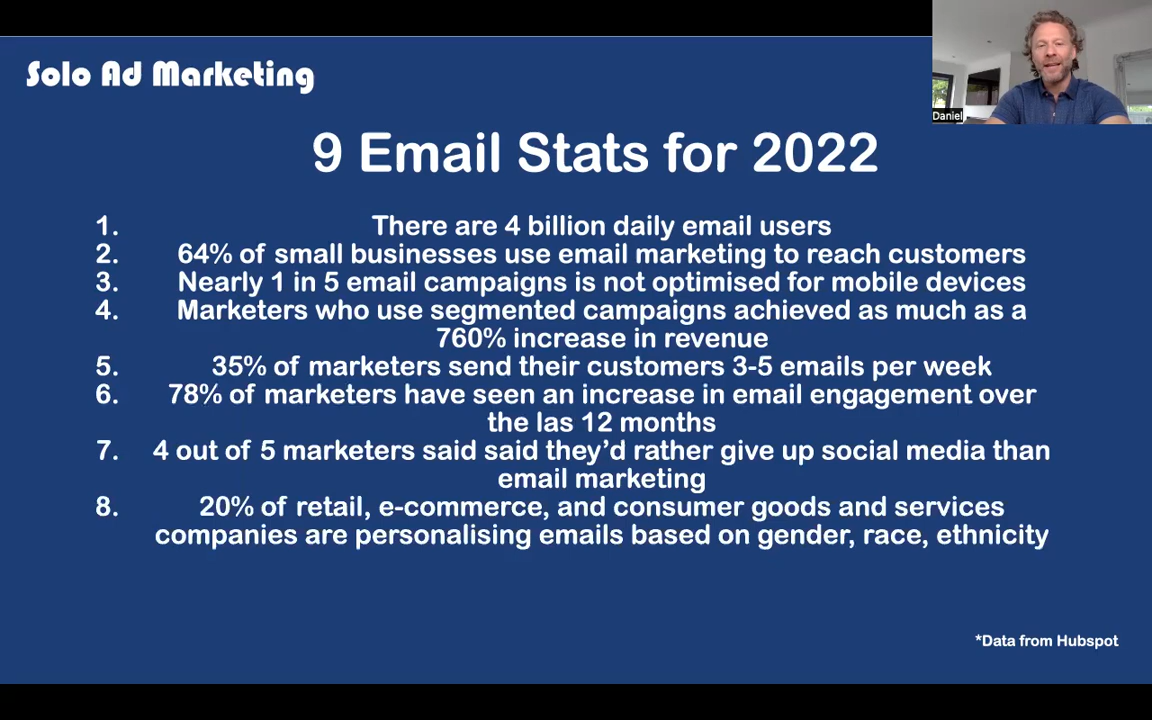 Solo Ad Marketing
Daniel
9 Email Stats for 2022
1. There are 4 billion daily email users
2. 64% of small businesses use email marketing to reach customers
3. Nearly 1 in 5 email campaigns is not optimised for mobile devices
4. Marketers who use segmented campaigns achieved as much as a
760% increase in revenue
5. 35% of marketers send their customers 3-5 emails per week
6. 78% of marketers have seen an increase in email engagement over
the las 12 months
7. 4 out of 5 marketers said said they’d rather give up social media than
email marketing
8. 20% of retail, e-commerce, and consumer goods and services
companies are personalising emails based on gender, race, ethnicity
*Data from Hubspot